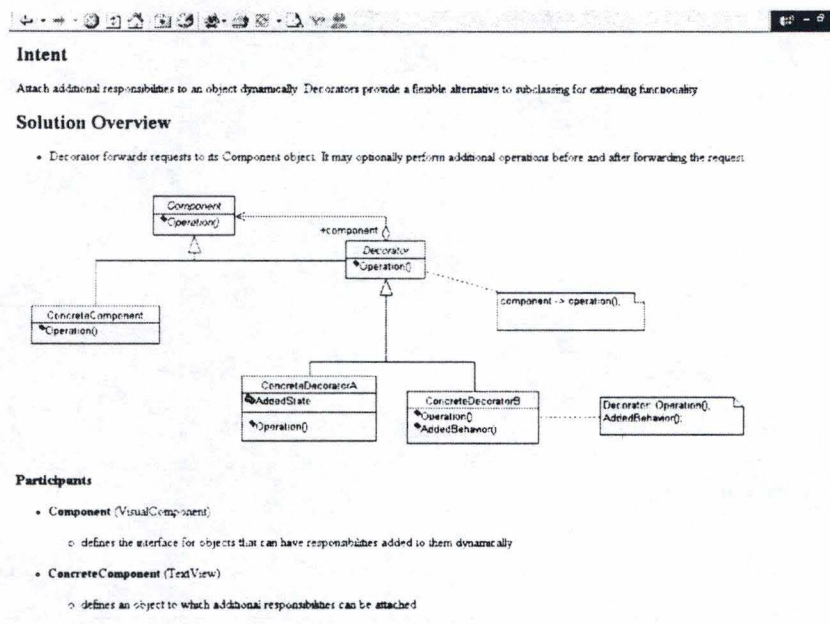 Intent
Attach additional responsibilities to an object dynamically. Decorators provide a flexible alternative to subclassing for extending functionality
Solution Overview
• Decorator forwards requests to its Component object. It may optionally perform additional operations before and after forwarding the request
Component
Operation()
+component
Decorator
Operation()
component -> operation();
ConcreteComponent
Operation()
ConcreteDecoratorA
AddedState
Operation()
ConcreteDecoratorB
Operation()
AddedBehavior()
Decorator::Operation();
AddedBehavior();
Participants
• Component (VisualComponent)
○ defines the interface for objects that can have responsibilities added to them dynamically
• ConcreteComponent (TextView)
○ defines an object to which additional responsibilities can be attached